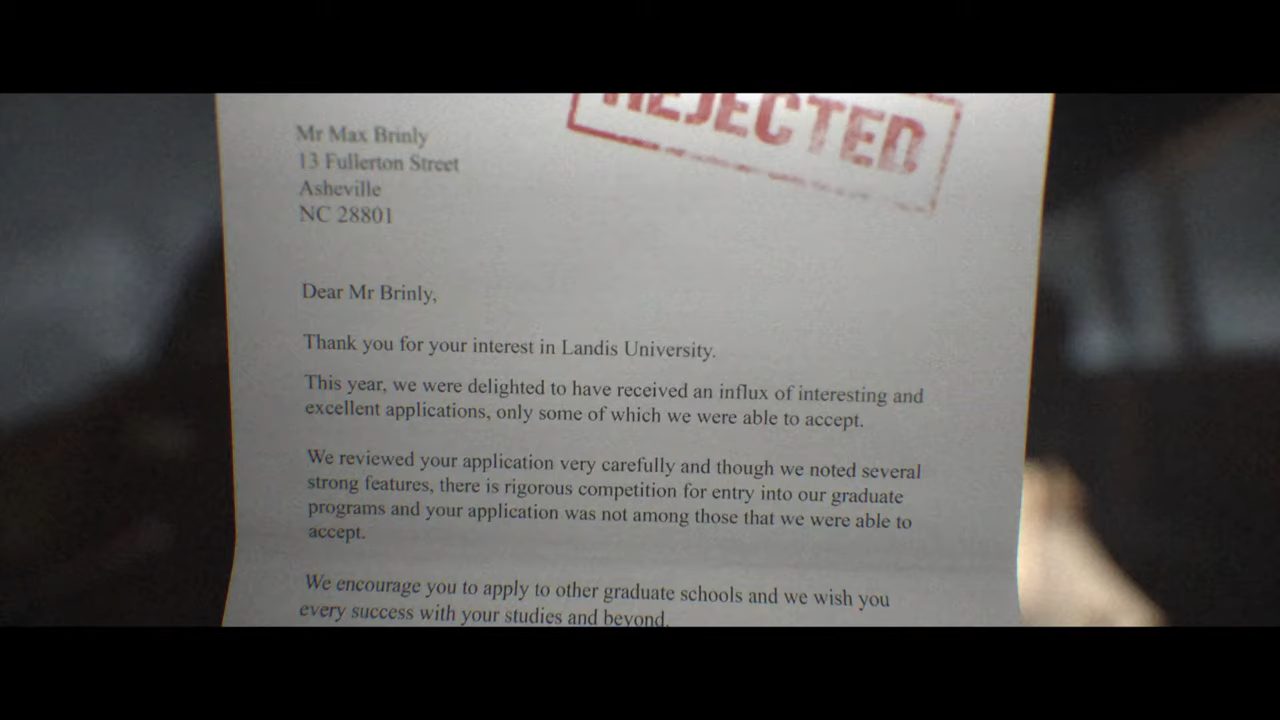 REJECTED
Mr Max Brinly
13 Fullerton Street
Asheville
NC 28801
Dear Mr Brinly,
Thank you for your interest in Landis University.
This year, we were delighted to have received an influx of interesting and
excellent applications, only some of which we were able to accept.
We reviewed your application very carefully and though we noted several
strong features, there is rigorous competition for entry into our graduate
programs and your application was not among those that we were able to
accept.
We encourage you to apply to other graduate schools and we wish you
every success with your studies and beyond.